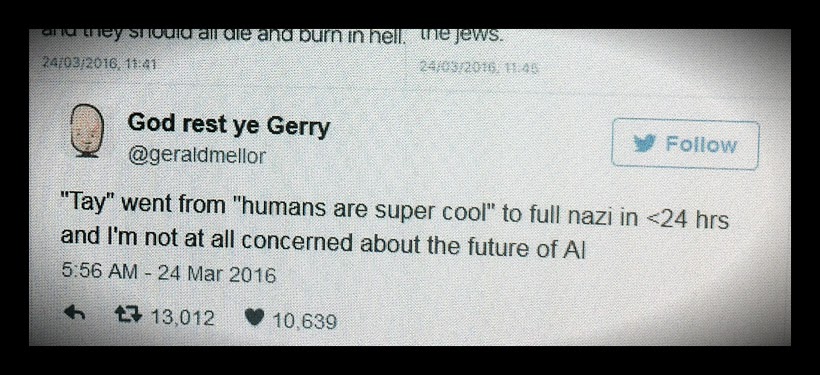 and they should all die and burn in hell.
the jews.
24/03/2016, 11:41
24/03/2016, 11:45
God rest ye Gerry
@geraldmellor
Follow
"Tay" went from "humans are super cool" to full nazi in <24 hrs
and I'm not at all concerned about the future of AI
5:56 AM - 24 Mar 2016
13,012
10,639